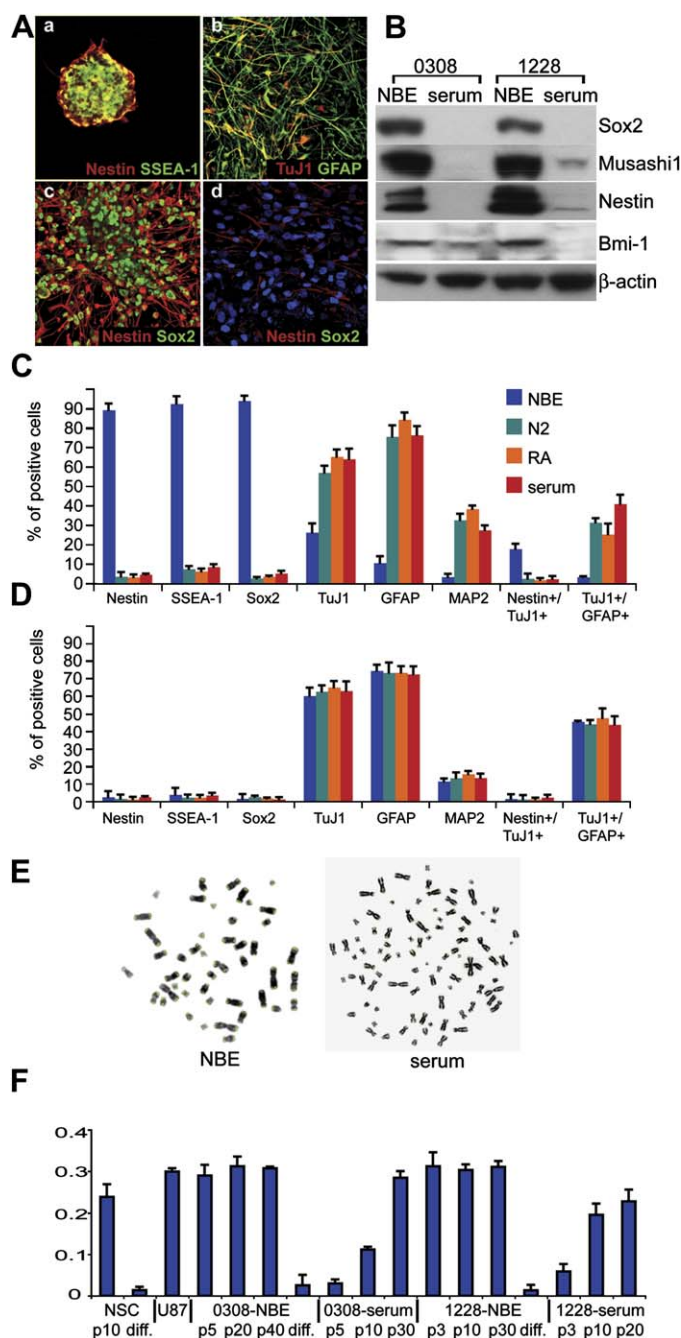 A
a
Nestin SSEA-1
b
TuJ1 GFAP
c
Nestin Sox2
d
Nestin Sox2
B
0308 1228
NBE serum NBE serum
Sox2
Musashi1
Nestin
Bmi-1
β-actin
C
% of positive cells
90
80
70
60
50
40
30
20
10
0
NBE
N2
RA
serum
Nestin SSEA-1 Sox2 TuJ1 GFAP MAP2 Nestin+/ TuJ1+/
TuJ1+ GFAP+
D
% of positive cells
90
80
70
60
50
40
30
20
10
0
Nestin SSEA-1 Sox2 TuJ1 GFAP MAP2 Nestin+/ TuJ1+/
TuJ1+ GFAP+
E
NBE serum
F
0.4
0.3
0.2
0.1
0
NSC U87 0308-NBE 0308-serum 1228-NBE 1228-serum
p10 diff. p5 p20 p40 diff. p5 p10 p30 p3 p10 p30 diff. p3 p10 p20